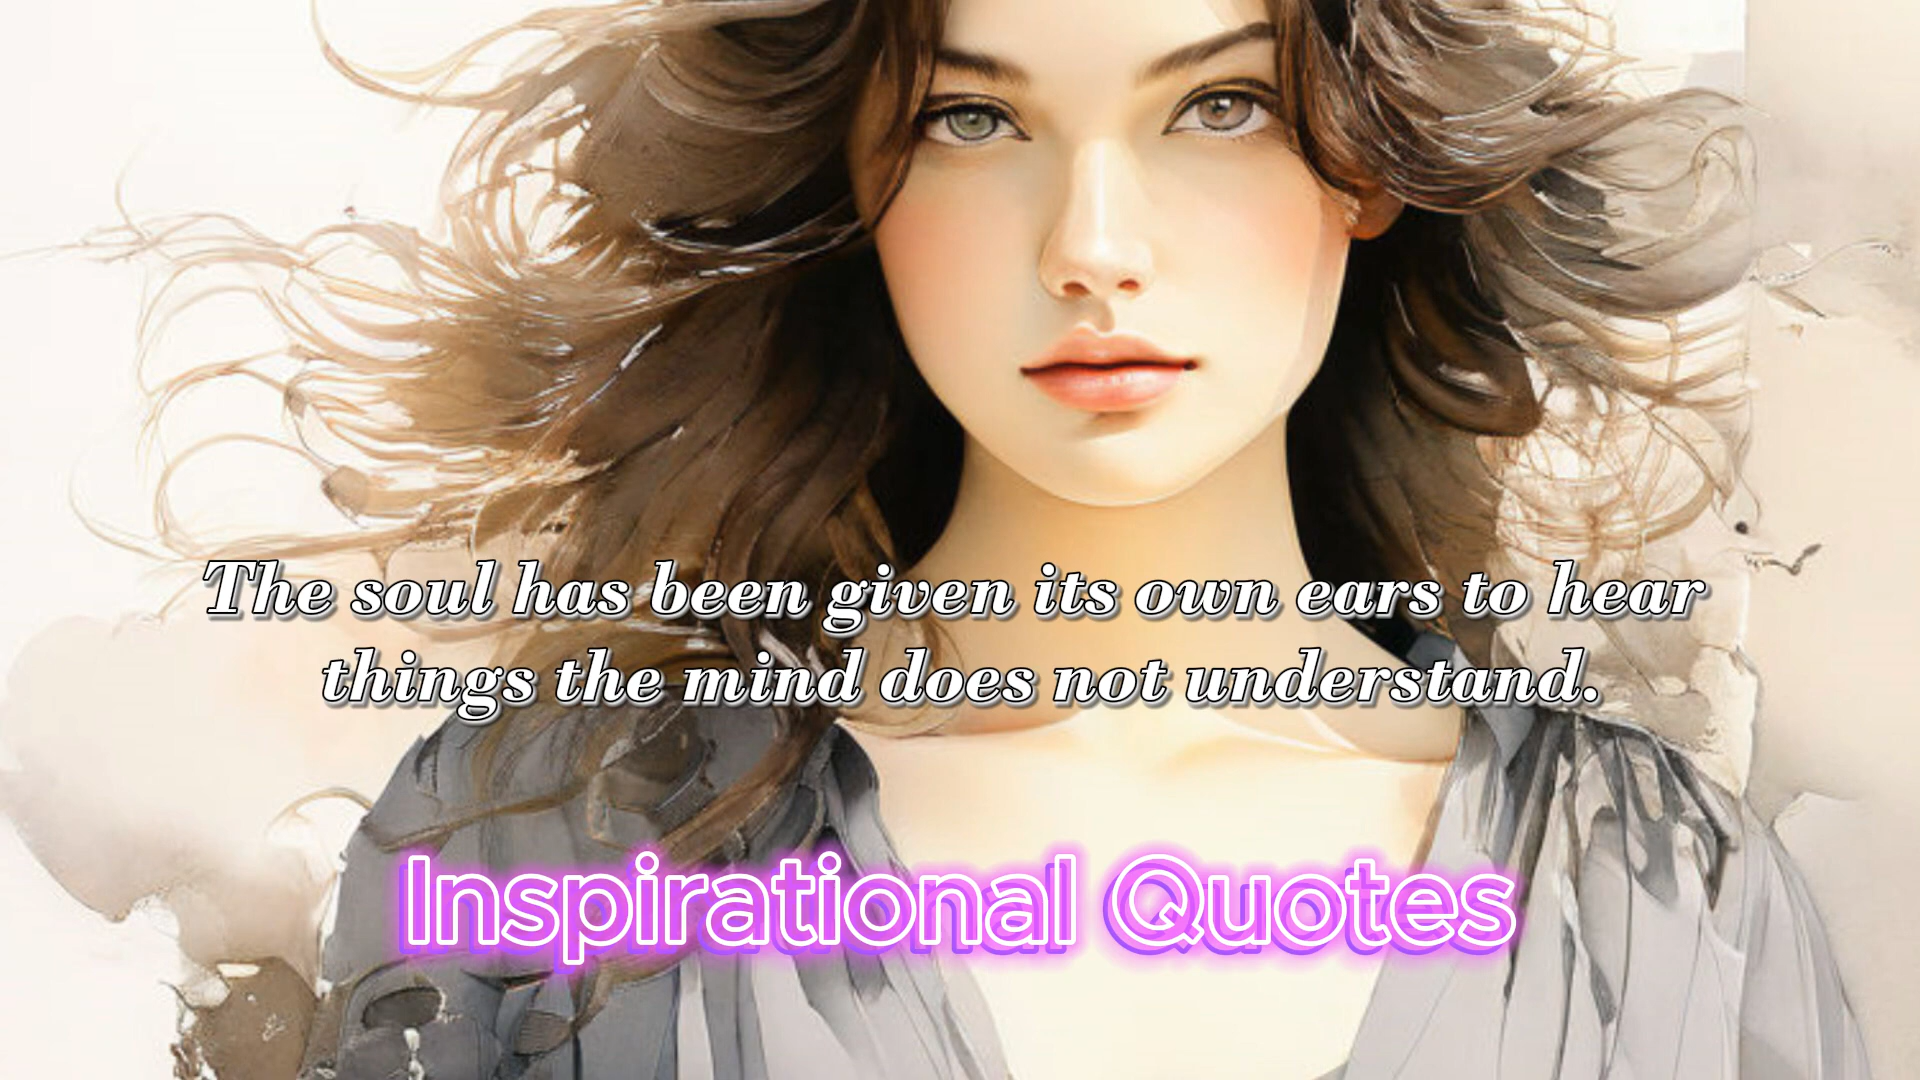 The soul has been given its own ears to hear
things the mind does not understand.
Inspirational Quotes